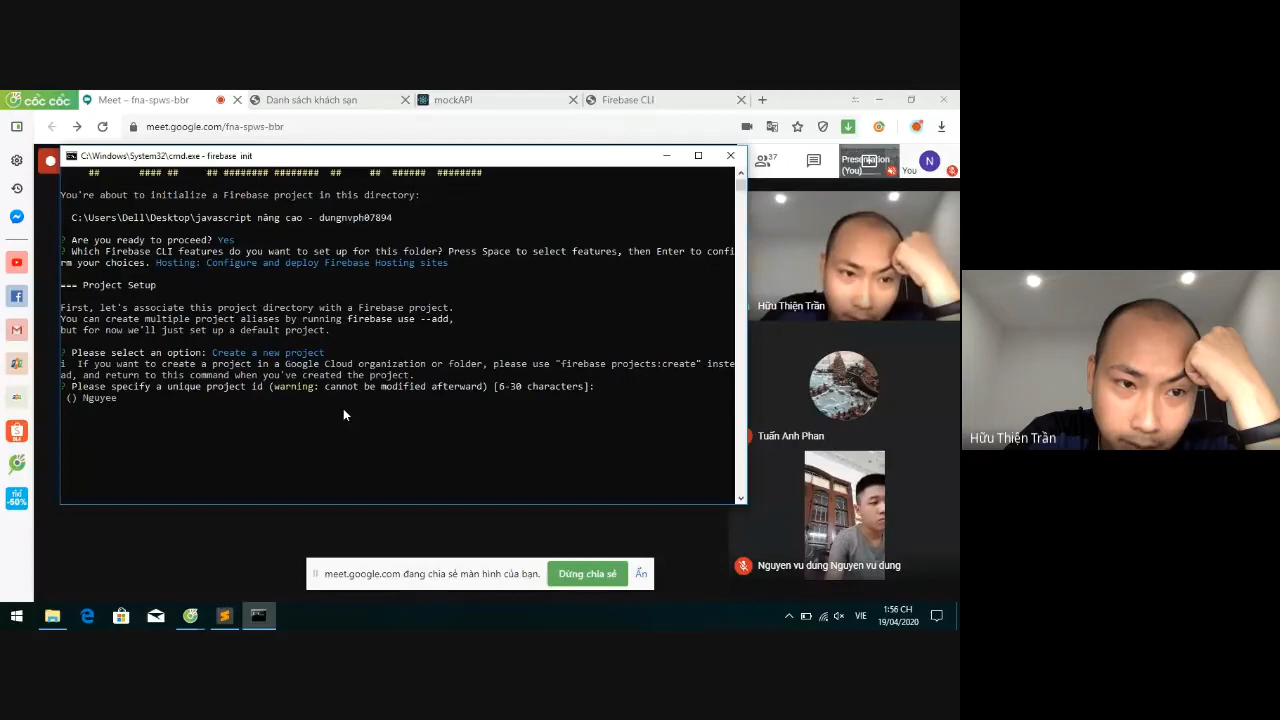 cốc cốc
Meet – fna-spws-bbr
Danh sách khách sạn
mockAPI
Firebase CLI
meet.google.com/fna-spws-bbr
C:\Windows\System32\cmd.exe - firebase init
37
Presentation
(You)
N
You
##         #### ##     ## ######## ########  ##     ##  ######  ########
You're about to initialize a Firebase project in this directory:
C:\Users\Dell\Desktop\javascript nâng cao - dungnvph07894
? Are you ready to proceed? Yes
? Which Firebase CLI features do you want to set up for this folder? Press Space to select features, then Enter to confi
rm your choices. Hosting: Configure and deploy Firebase Hosting sites
=== Project Setup
First, let's associate this project directory with a Firebase project.
You can create multiple project aliases by running firebase use --add,
but for now we'll just set up a default project.
? Please select an option: Create a new project
i  If you want to create a project in a Google Cloud organization or folder, please use "firebase projects:create" inste
ad, and return to this command when you've created the project.
? Please specify a unique project id (warning: cannot be modified afterward) [6-30 characters]:
() Nguyee
Hữu Thiện Trần
Tuấn Anh Phan
Nguyen vu dung Nguyen vu dung
Hữu Thiện Trần
meet.google.com đang chia sẻ màn hình của bạn.
Dừng chia sẻ
Ẩn
TIKI
-50%
VIE
1:56 CH
19/04/2020